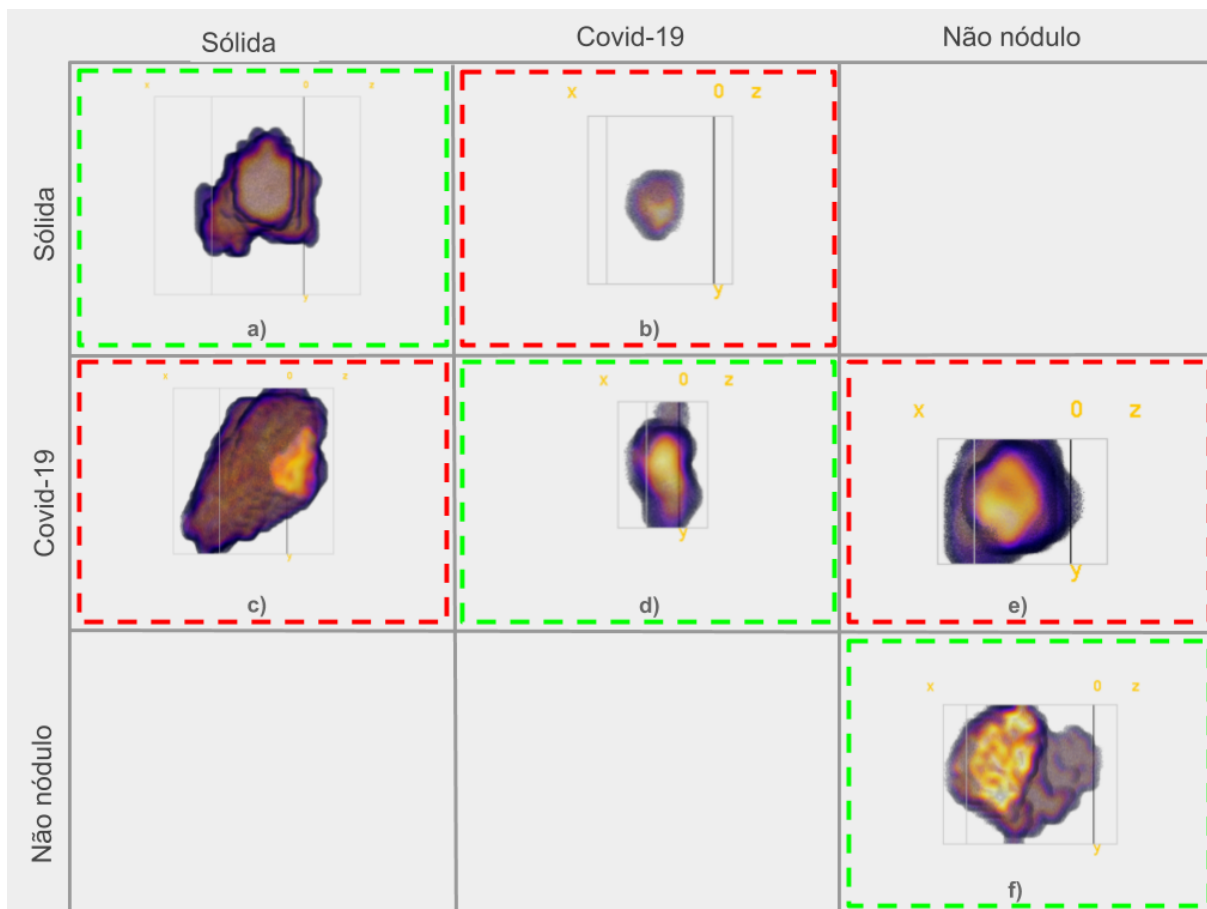 Sólida
Covid-19
Não nódulo
Sólida
x 0 z
y
a)
x 0 z
y
b)
Covid-19
x 0 z
y
c)
x 0 z
y
d)
x 0 z
y
e)
Não nódulo
x 0 z
y
f)